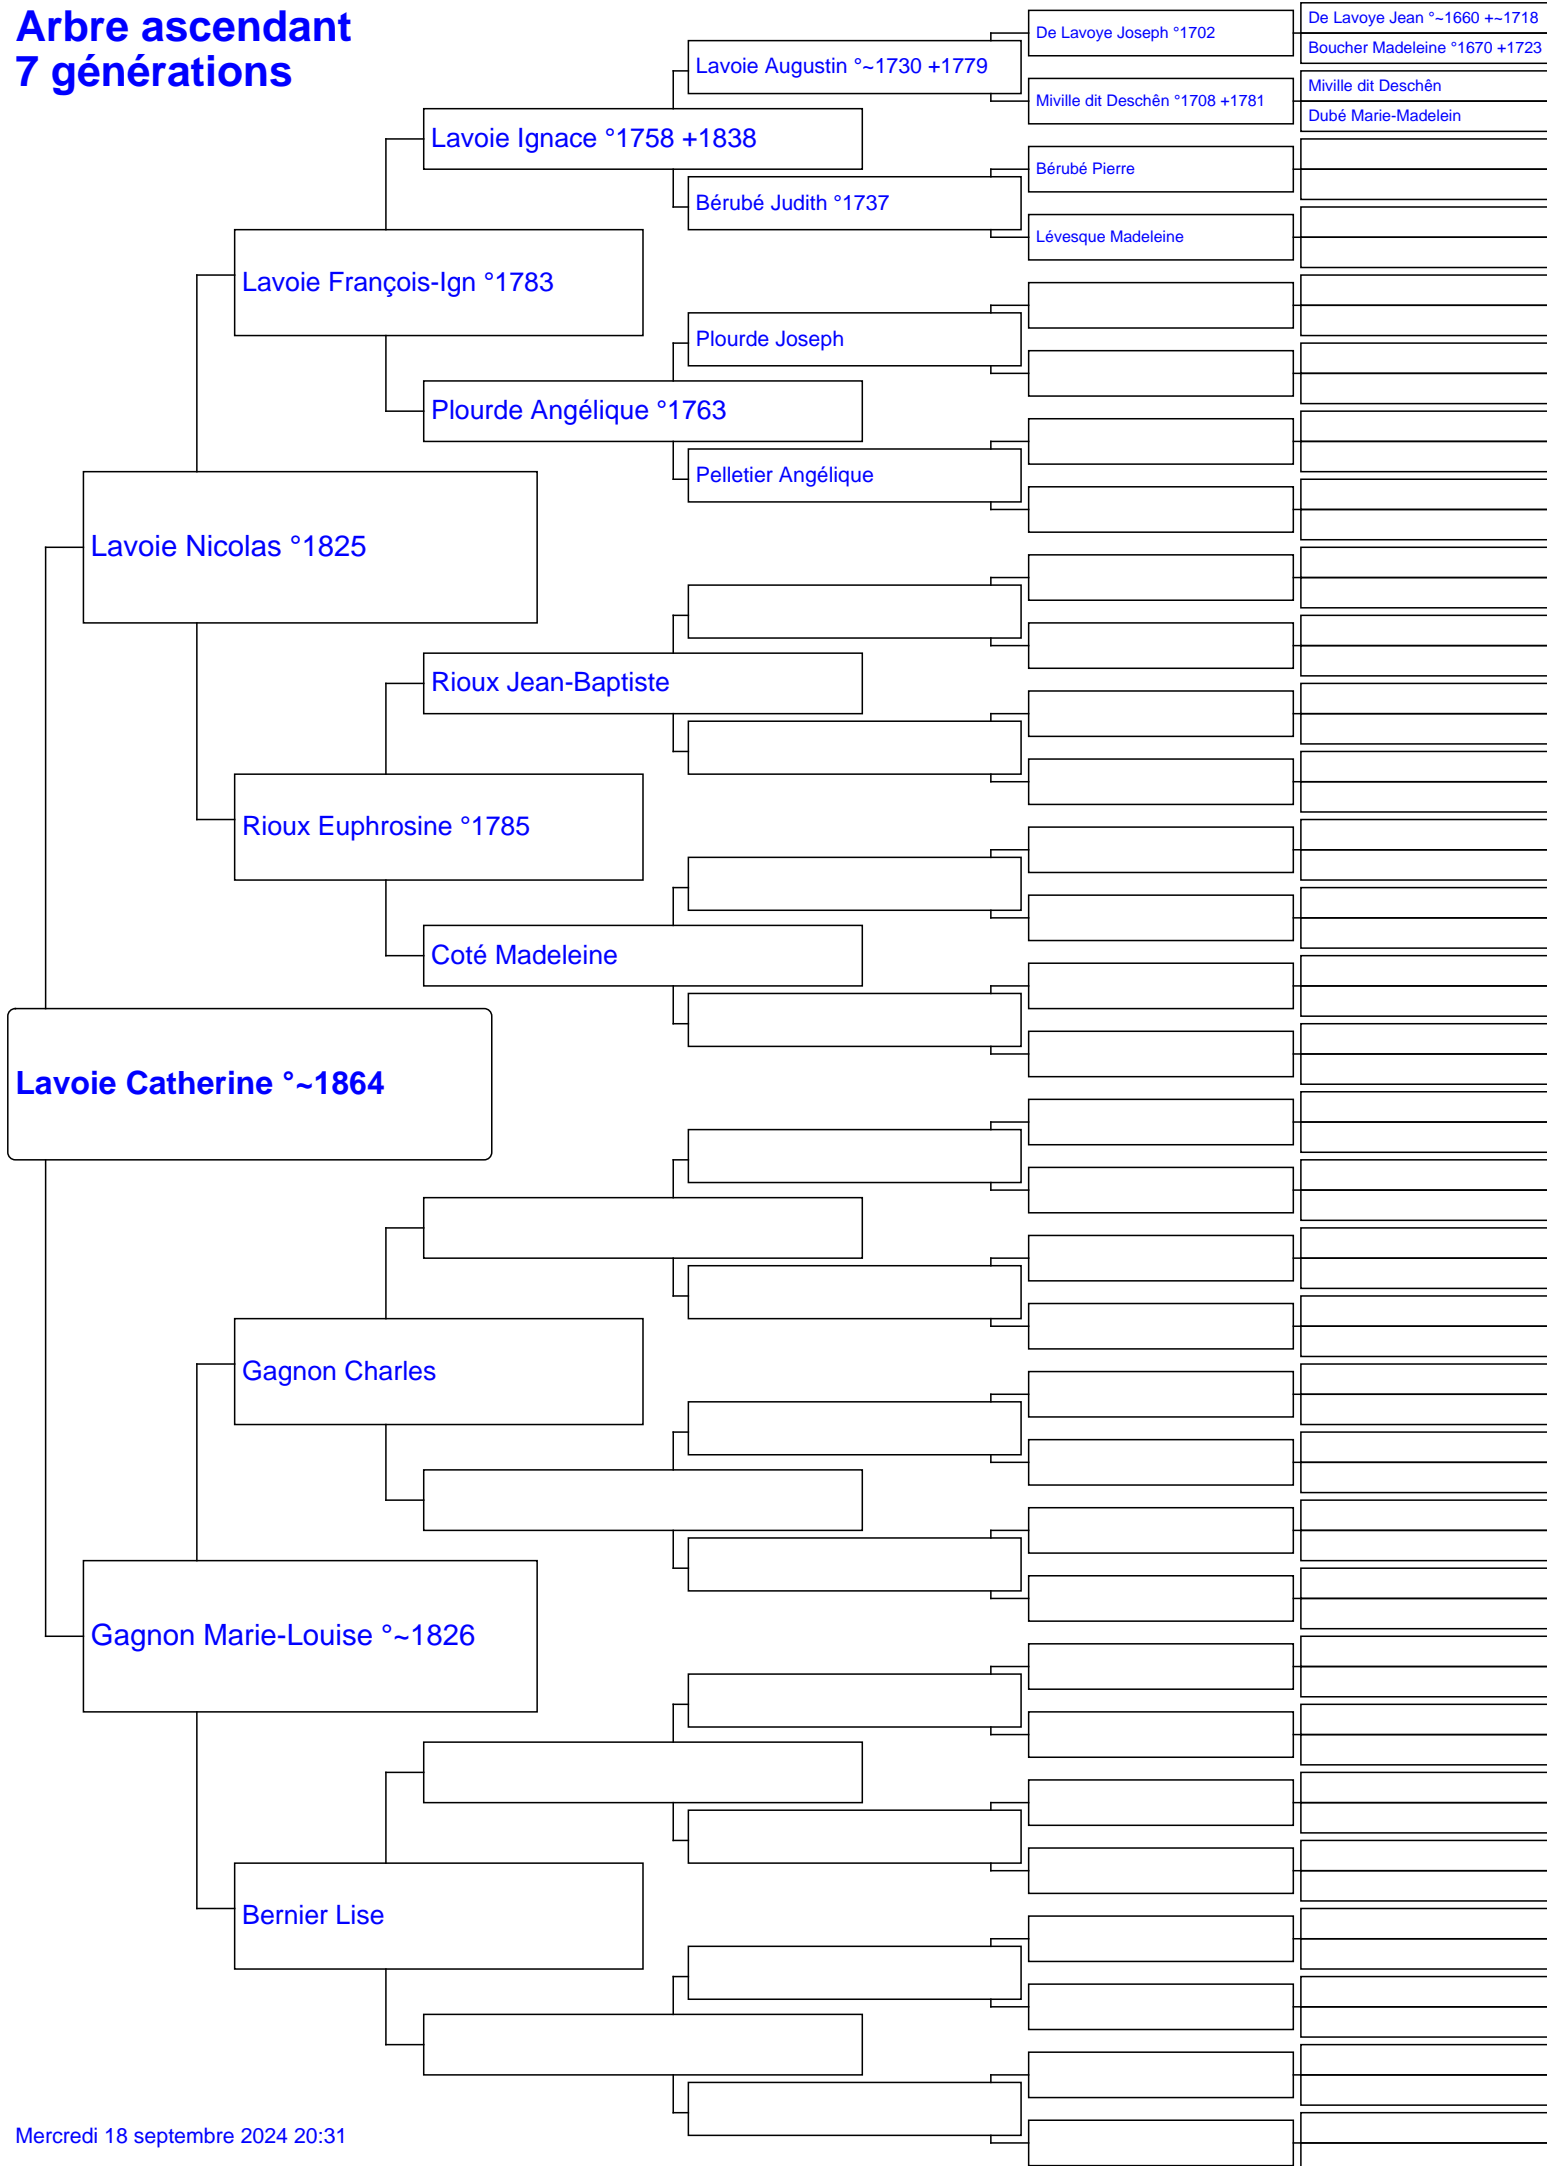 Arbre ascendant
7 générations
De Lavoye Jean °~1660 +~1718
De Lavoye Joseph °1702
Boucher Madeleine °1670 +1723
Lavoie Augustin °~1730 +1779
Miville dit Deschên
Miville dit Deschên °1708 +1781
Dubé Marie-Madelein
Lavoie Ignace °1758 +1838
Bérubé Pierre
Bérubé Judith °1737
Lévesque Madeleine
Lavoie François-Ign °1783
Plourde Joseph
Plourde Angélique °1763
Pelletier Angélique
Lavoie Nicolas °1825
Rioux Jean-Baptiste
Rioux Euphrosine °1785
Coté Madeleine
Lavoie Catherine °~1864
Gagnon Charles
Gagnon Marie-Louise °~1826
Bernier Lise
Mercredi 18 septembre 2024 20:31